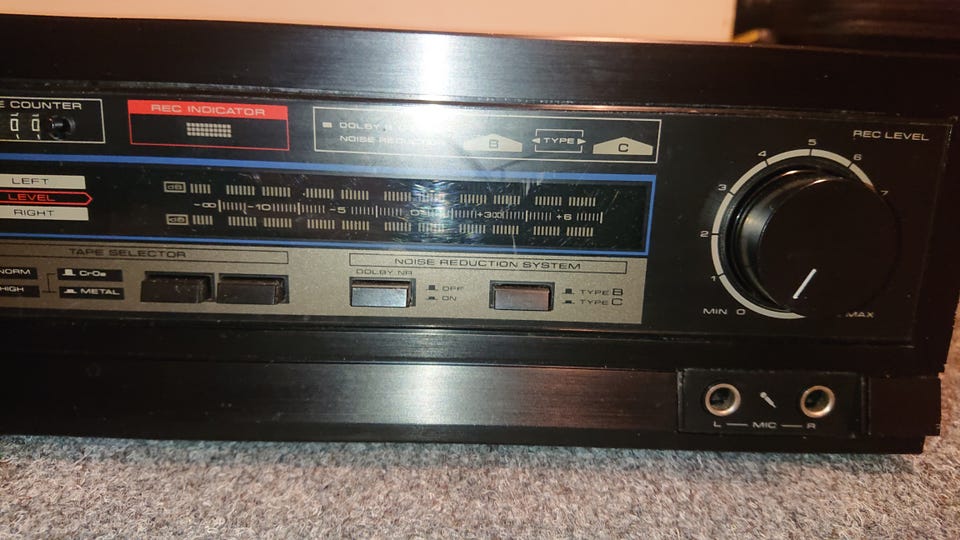 E COUNTER
0 0
REC INDICATOR
DOLBY
NOISE REDUCTION
B
TYPE
C
REC LEVEL
LEFT
LEVEL
RIGHT
dB
-∞ -10 -5 0 +3 +6
dB
0 1 2 3 4 5 6 7
MIN
MAX
TAPE SELECTOR
NORM
HIGH
CrO₂
METAL
NOISE REDUCTION SYSTEM
DOLBY NR
OFF
ON
TYPE B
TYPE C
L — MIC — R